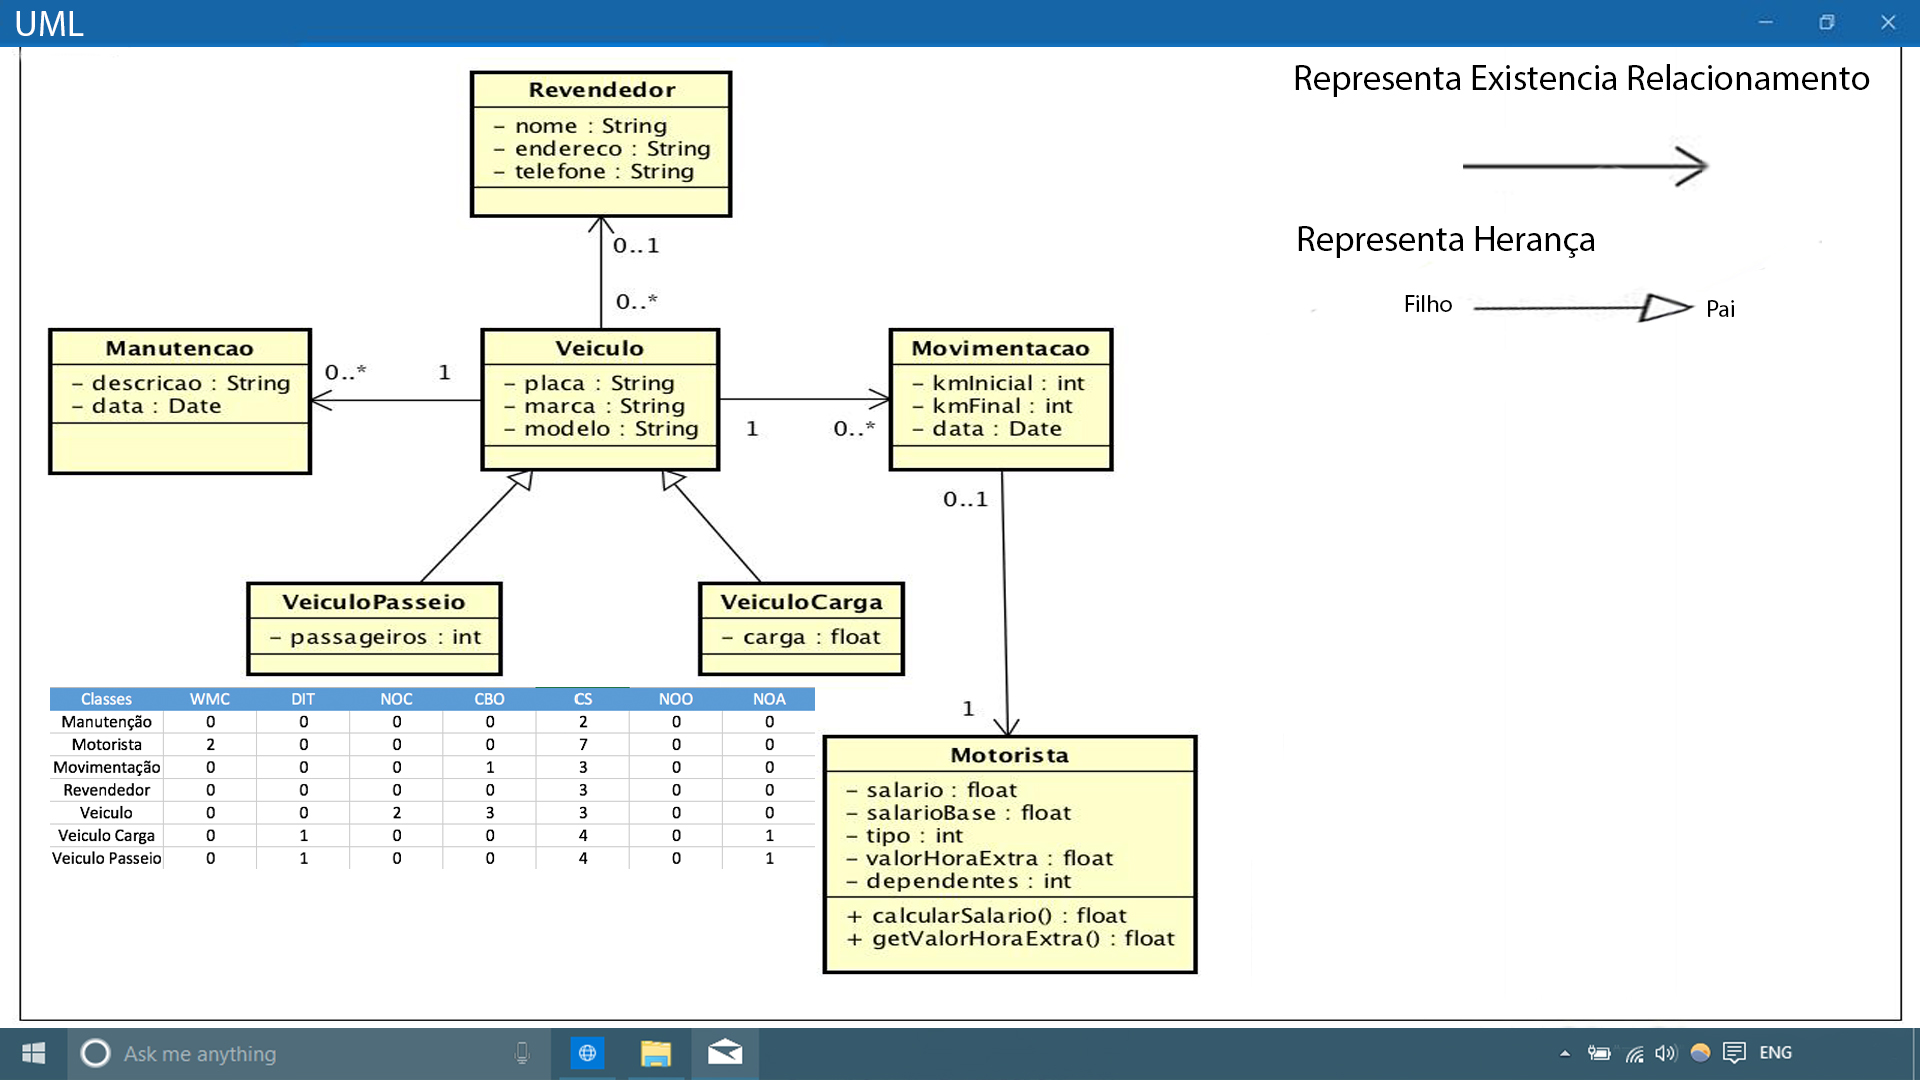 UML
Representa Existencia Relacionamento
Representa Herança
Filho
Pai
Revendedor
- nome : String
- endereco : String
- telefone : String
0..1
0..*
Manutencao
- descricao : String
- data : Date
0..*
1
Veiculo
- placa : String
- marca : String
- modelo : String
1
0..*
Movimentacao
- kmInicial : int
- kmFinal : int
- data : Date
0..1
1
VeiculoPasseio
- passageiros : int
VeiculoCarga
- carga : float
Classes WMC DIT NOC CBO CS NOO NOA
Manutenção 0 0 0 0 2 0 0
Motorista 2 0 0 0 7 0 0
Movimentação 0 0 0 1 3 0 0
Revendedor 0 0 0 0 3 0 0
Veiculo 0 0 2 3 3 0 0
Veiculo Carga 0 1 0 0 4 0 1
Veiculo Passeio 0 1 0 0 4 0 1
Motorista
- salario : float
- salarioBase : float
- tipo : int
- valorHoraExtra : float
- dependentes : int
+ calcularSalario() : float
+ getValorHoraExtra() : float
Ask me anything
ENG